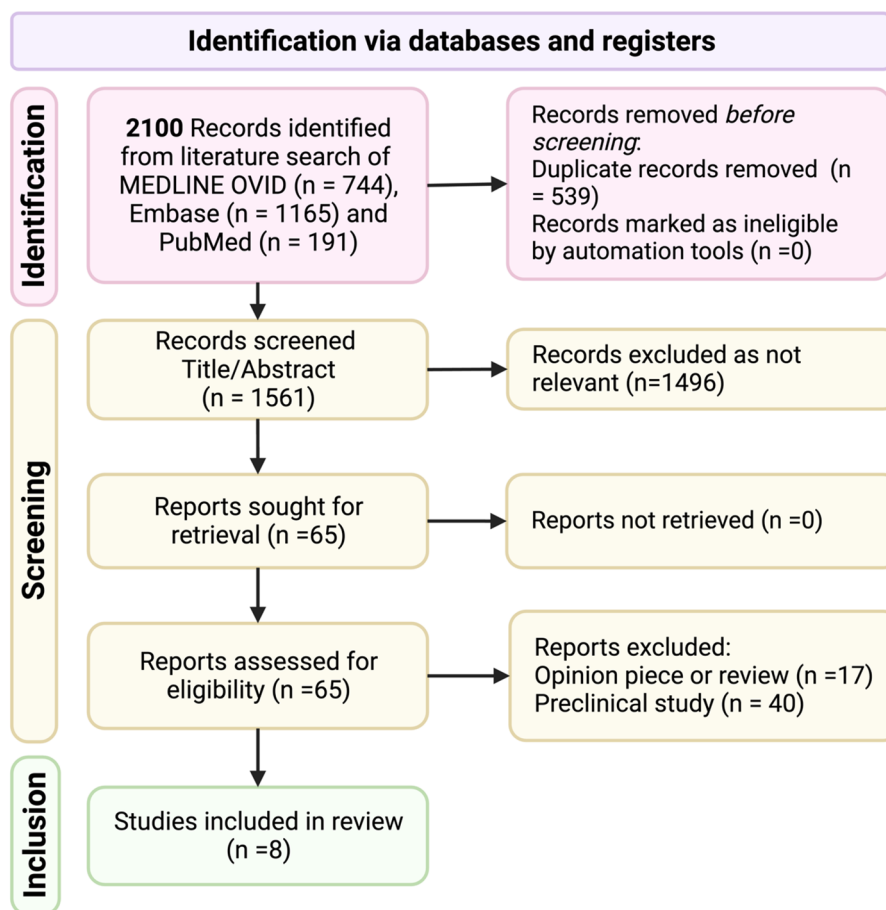 Identification via databases and registers
Identification
2100 Records identified
from literature search of
MEDLINE OVID (n = 744),
Embase (n = 1165) and
PubMed (n = 191)
Records removed before
screening:
Duplicate records removed  (n
= 539)
Records marked as ineligible
by automation tools (n =0)
Screening
Records screened
Title/Abstract
(n = 1561)
Records excluded as not
relevant (n=1496)
Reports sought for
retrieval (n =65)
Reports not retrieved (n =0)
Reports assessed for
eligibility (n =65)
Reports excluded:
Opinion piece or review (n =17)
Preclinical study (n = 40)
Inclusion
Studies included in review
(n =8)